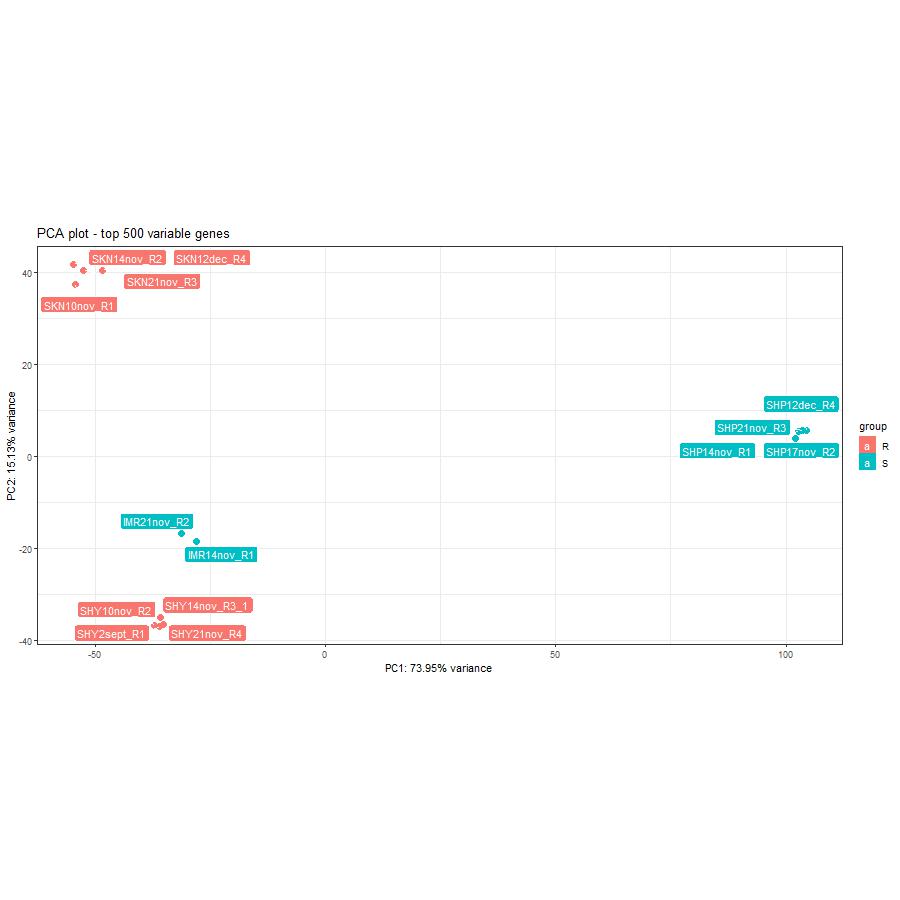 PCA plot - top 500 variable genes
SKN14nov_R2
SKN12dec_R4
SKN21nov_R3
SKN10nov_R1
SHP12dec_R4
SHP21nov_R3
SHP14nov_R1
SHP17nov_R2
IMR21nov_R2
IMR14nov_R1
SHY10nov_R2
SHY14nov_R3_1
SHY2sept_R1
SHY21nov_R4
40
20
0
-20
-40
-50
0
50
100
PC1: 73.95% variance
PC2: 15.13% variance
group
a R
a S